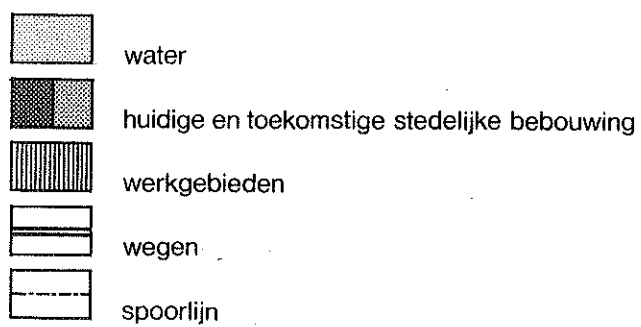 water
huidige en toekomstige stedelijke bebouwing
werkgebieden
wegen
spoorlijn